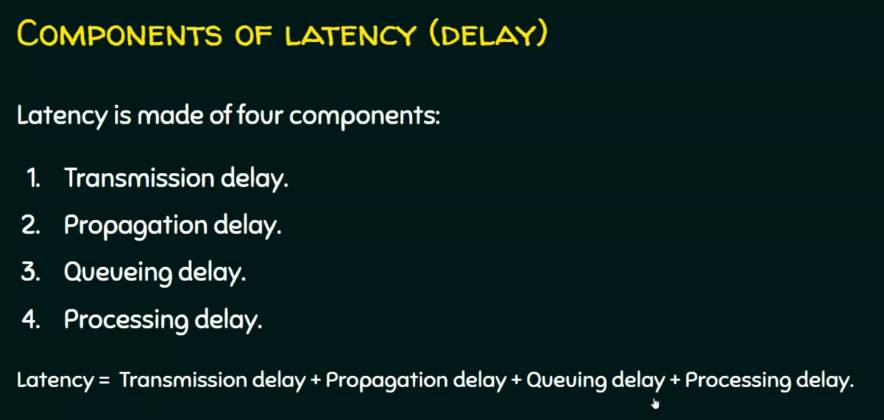 Components of latency (delay)
Latency is made of four components:
1. Transmission delay.
2. Propagation delay.
3. Queueing delay.
4. Processing delay.
Latency = Transmission delay + Propagation delay + Queuing delay + Processing delay.